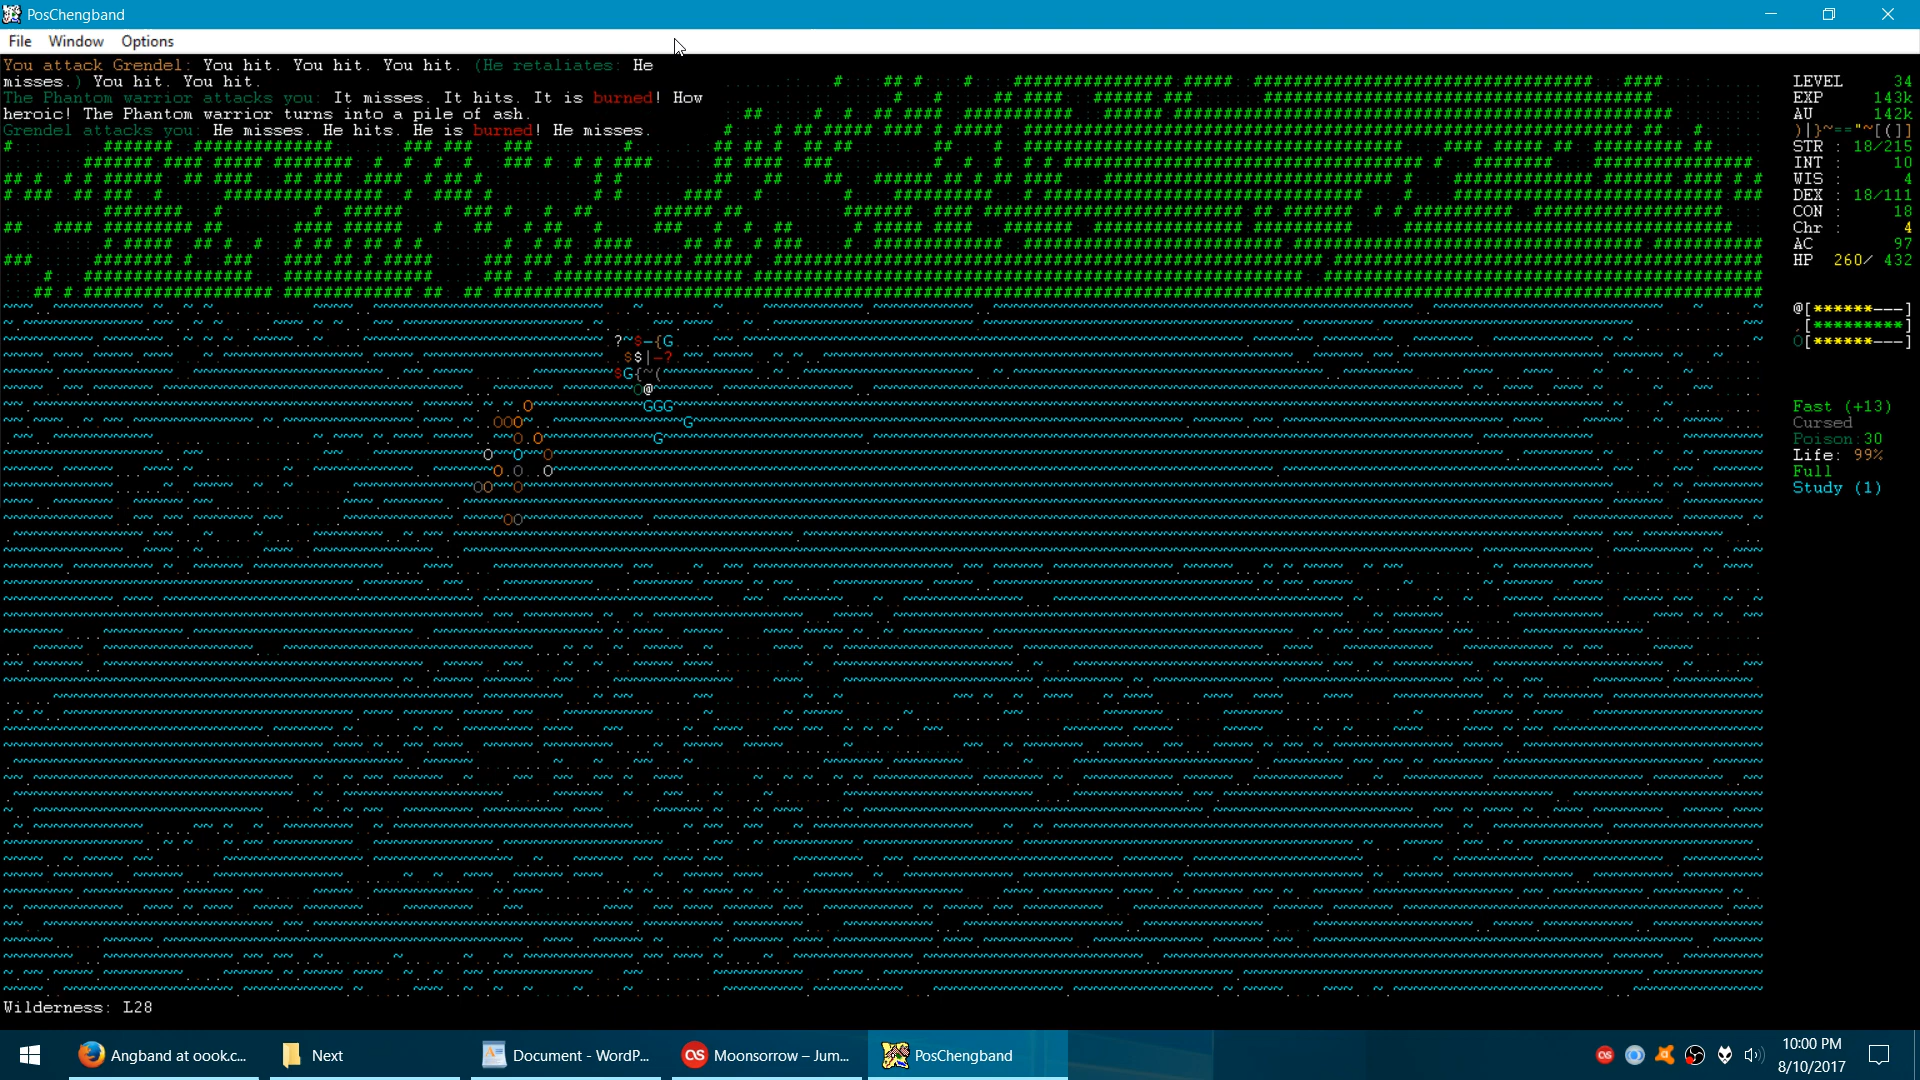 PosChengband
File Window Options
You attack Grendel: You hit. You hit. You hit. (He retaliates: He
misses.) You hit. You hit.
The Phantom warrior attacks you: It misses. It hits. It is burned! How
heroic! The Phantom warrior turns into a pile of ash.
Grendel attacks you: He misses. He hits. He is burned! He misses.
LEVEL 34
EXP 143k
AU 142k
)|}~=="~[(]]
STR : 18/215
INT : 10
WIS : 4
DEX : 18/111
CON : 18
Chr : 4
AC 97
HP 260/ 432
@[******---]
[*********]
O[******---]
?~$-{G
$$|-?
$G{~(
O@
GGG
G
G
Fast (+13)
Cursed
Poison:30
Life: 99%
Full
Study (1)
Wilderness: L28
Angband at oook.c...
Next
Document - WordP...
Moonsorrow – Jum...
PosChengband
10:00 PM
8/10/2017